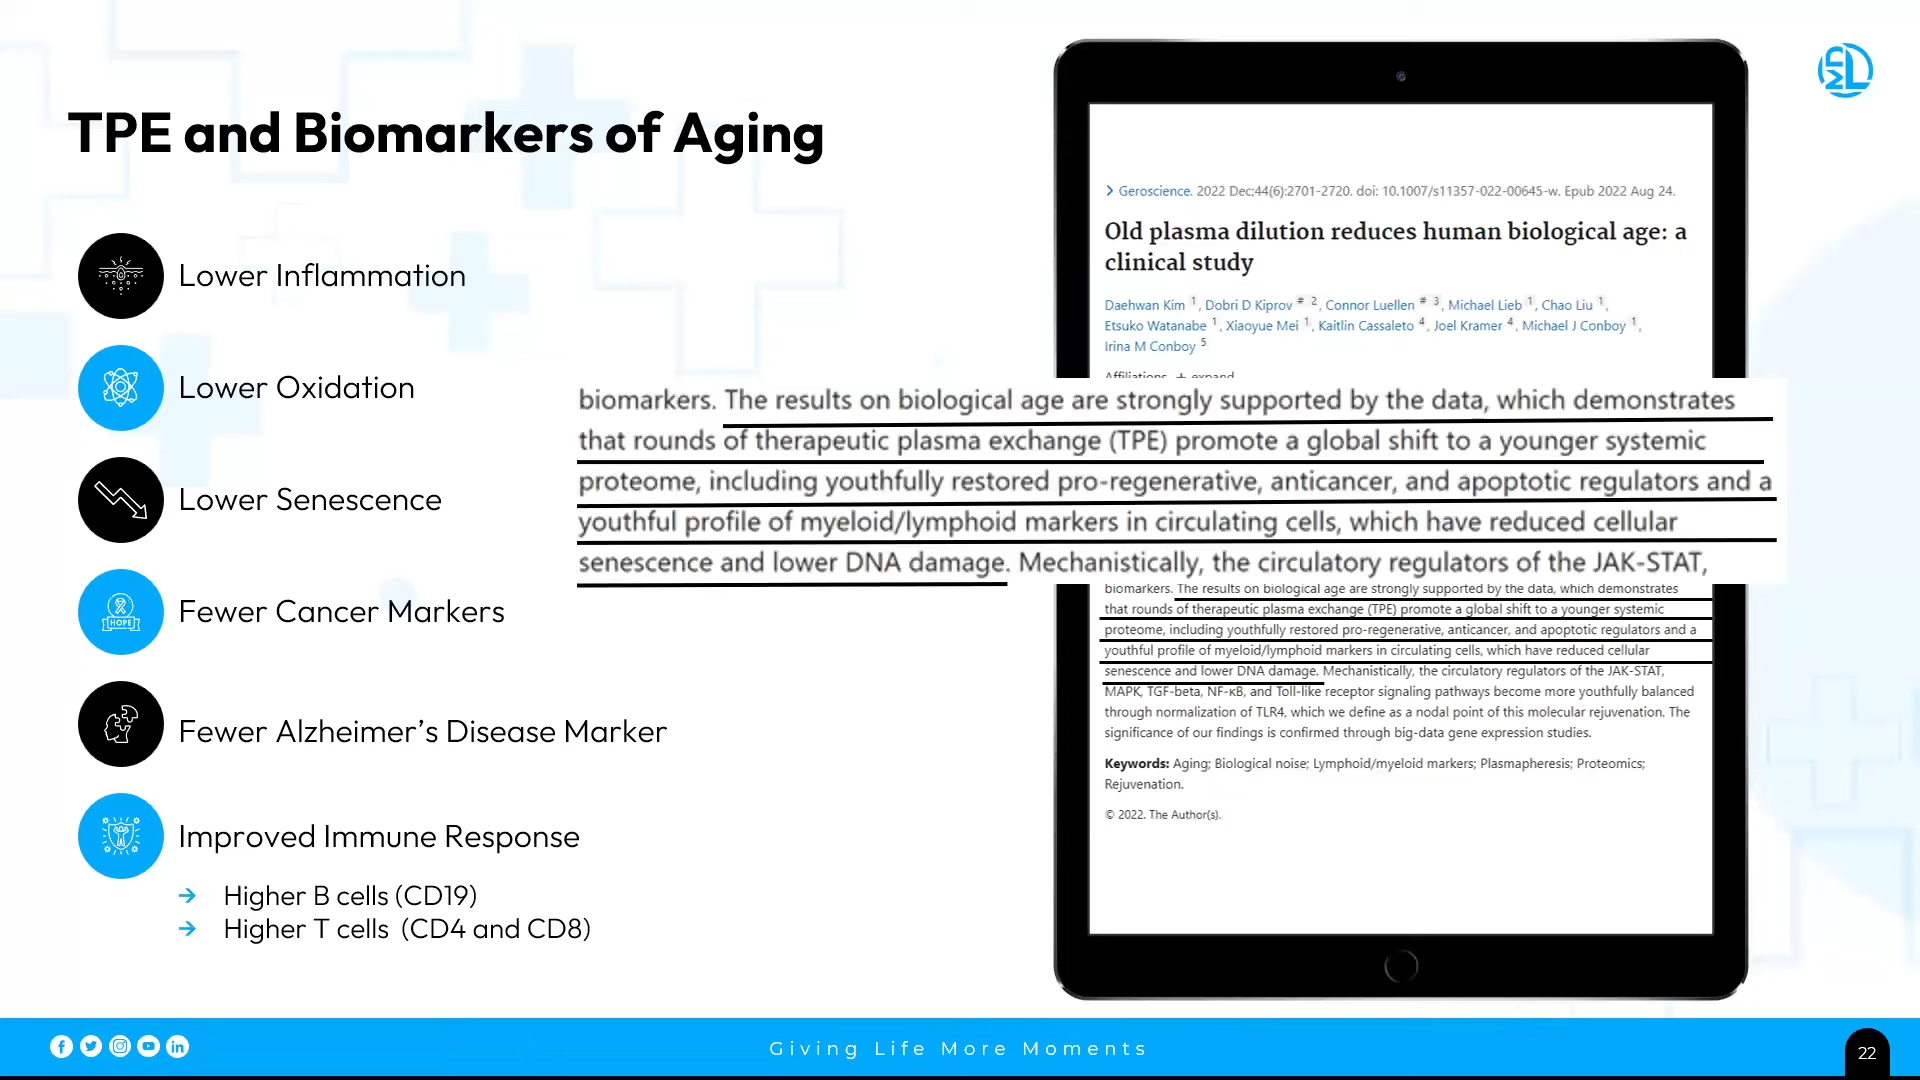 TPE and Biomarkers of Aging
Lower Inflammation
Lower Oxidation
Lower Senescence
HOPE
Fewer Cancer Markers
Fewer Alzheimer’s Disease Marker
Improved Immune Response
→ Higher B cells (CD19)
→ Higher T cells (CD4 and CD8)
Geroscience. 2022 Dec;44(6):2701-2720. doi: 10.1007/s11357-022-00645-w. Epub 2022 Aug 24.
Old plasma dilution reduces human biological age: a
clinical study
Daehwan Kim 1, Dobri D Kiprov # 2, Connor Luellen # 3, Michael Lieb 1, Chao Liu 1,
Etsuko Watanabe 1, Xiaoyue Mei 1, Kaitlin Cassaleto 4, Joel Kramer 4, Michael J Conboy 1,
Irina M Conboy 5
Affiliations + expand
biomarkers. The results on biological age are strongly supported by the data, which demonstrates
that rounds of therapeutic plasma exchange (TPE) promote a global shift to a younger systemic
proteome, including youthfully restored pro-regenerative, anticancer, and apoptotic regulators and a
youthful profile of myeloid/lymphoid markers in circulating cells, which have reduced cellular
senescence and lower DNA damage. Mechanistically, the circulatory regulators of the JAK-STAT,
biomarkers. The results on biological age are strongly supported by the data, which demonstrates
that rounds of therapeutic plasma exchange (TPE) promote a global shift to a younger systemic
proteome, including youthfully restored pro-regenerative, anticancer, and apoptotic regulators and a
youthful profile of myeloid/lymphoid markers in circulating cells, which have reduced cellular
senescence and lower DNA damage. Mechanistically, the circulatory regulators of the JAK-STAT,
MAPK, TGF-beta, NF-κB, and Toll-like receptor signaling pathways become more youthfully balanced
through normalization of TLR4, which we define as a nodal point of this molecular rejuvenation. The
significance of our findings is confirmed through big-data gene expression studies.
Keywords: Aging; Biological noise; Lymphoid/myeloid markers; Plasmapheresis; Proteomics;
Rejuvenation.
© 2022. The Author(s).
Giving Life More Moments
22